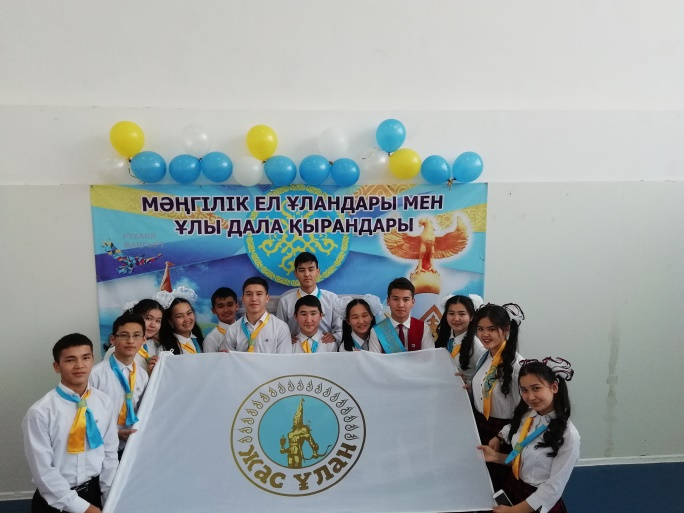 МӘҢГІЛІК ЕЛ ҰЛАНДАРЫ МЕН
ҰЛЫ ДАЛА ҚЫРАНДАРЫ
ЖАС ҰЛАН